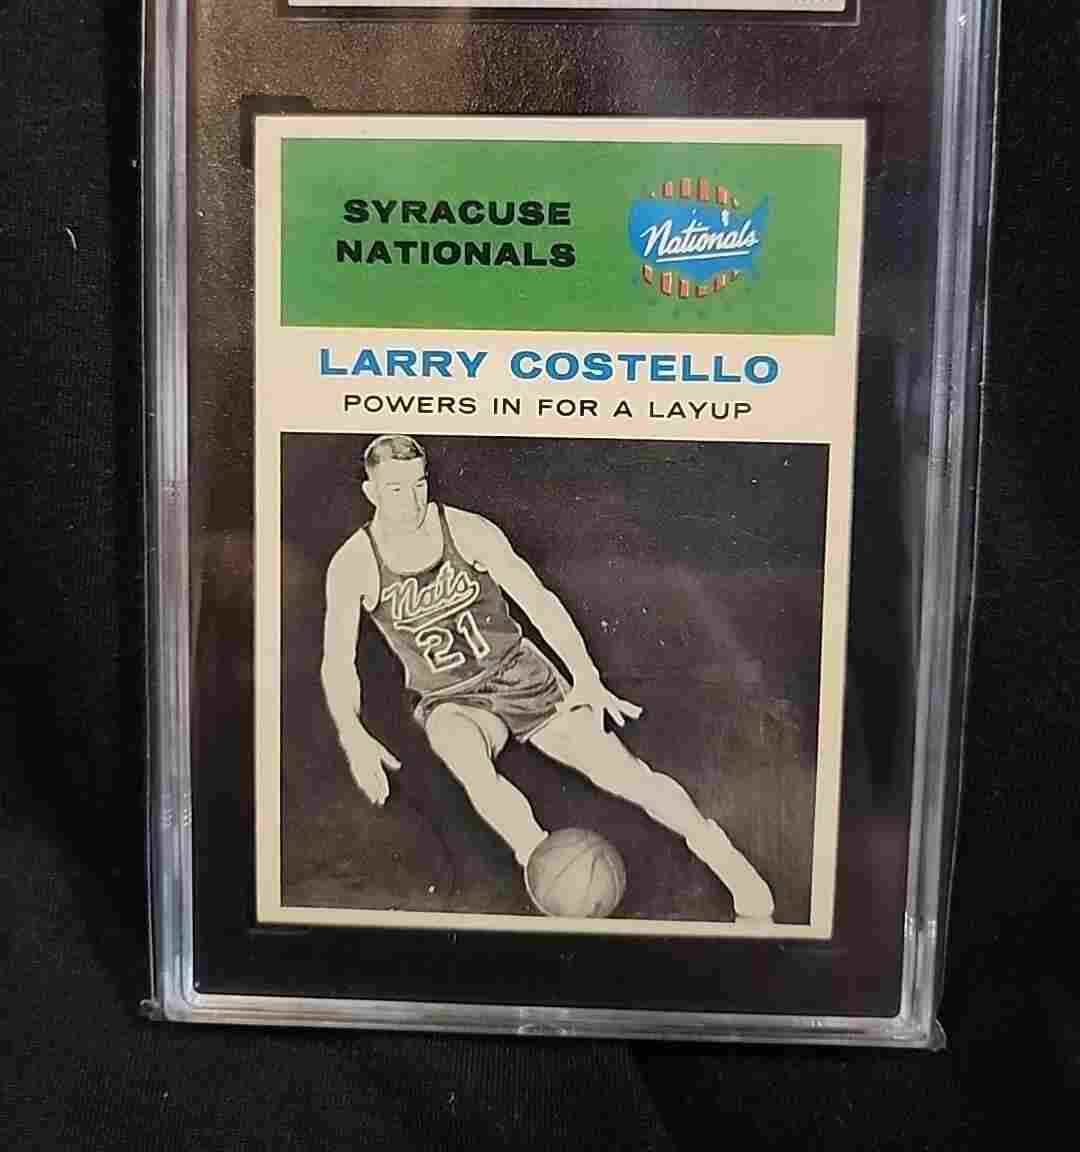 SYRACUSE
NATIONALS
Nationals
LARRY COSTELLO
POWERS IN FOR A LAYUP
Nats
21